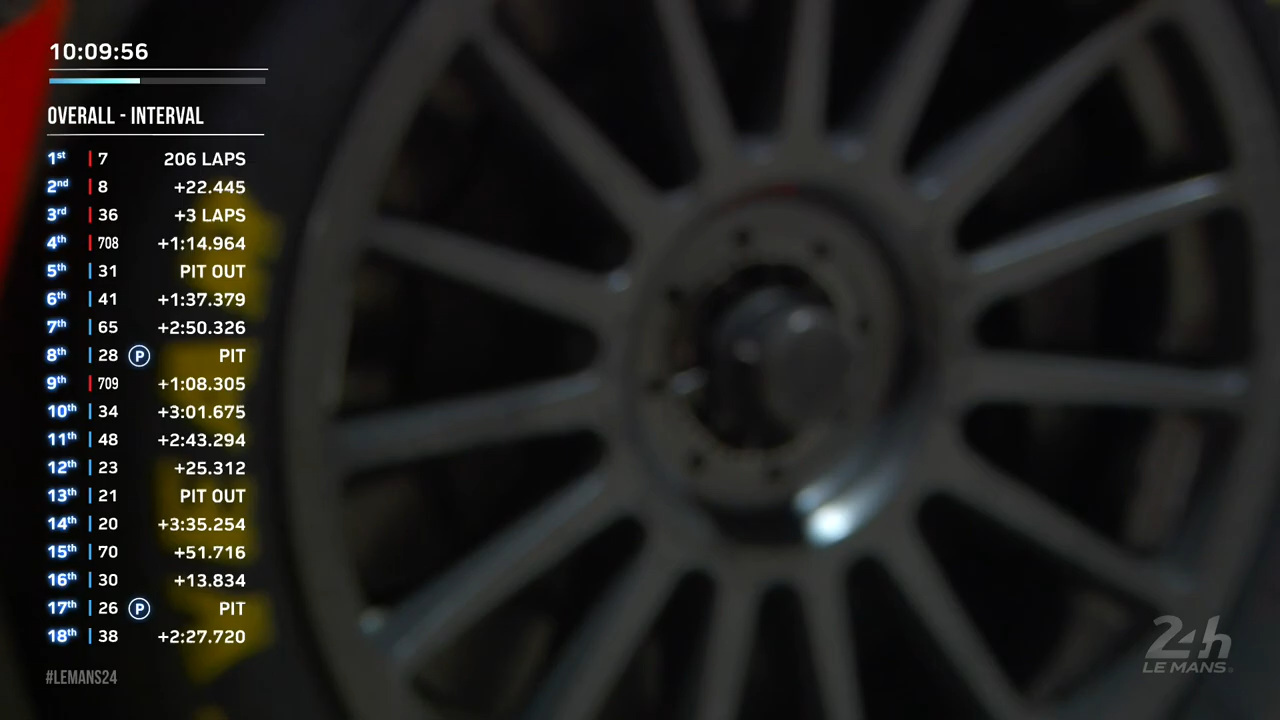 10:09:56
OVERALL - INTERVAL
1st 7 206 LAPS
2nd 8 +22.445
3rd 36 +3 LAPS
4th 708 +1:14.964
5th 31 PIT OUT
6th 41 +1:37.379
7th 65 +2:50.326
8th 28 P PIT
9th 709 +1:08.305
10th 34 +3:01.675
11th 48 +2:43.294
12th 23 +25.312
13th 21 PIT OUT
14th 20 +3:35.254
15th 70 +51.716
16th 30 +13.834
17th 26 P PIT
18th 38 +2:27.720
#LEMANS24
24h
LE MANS